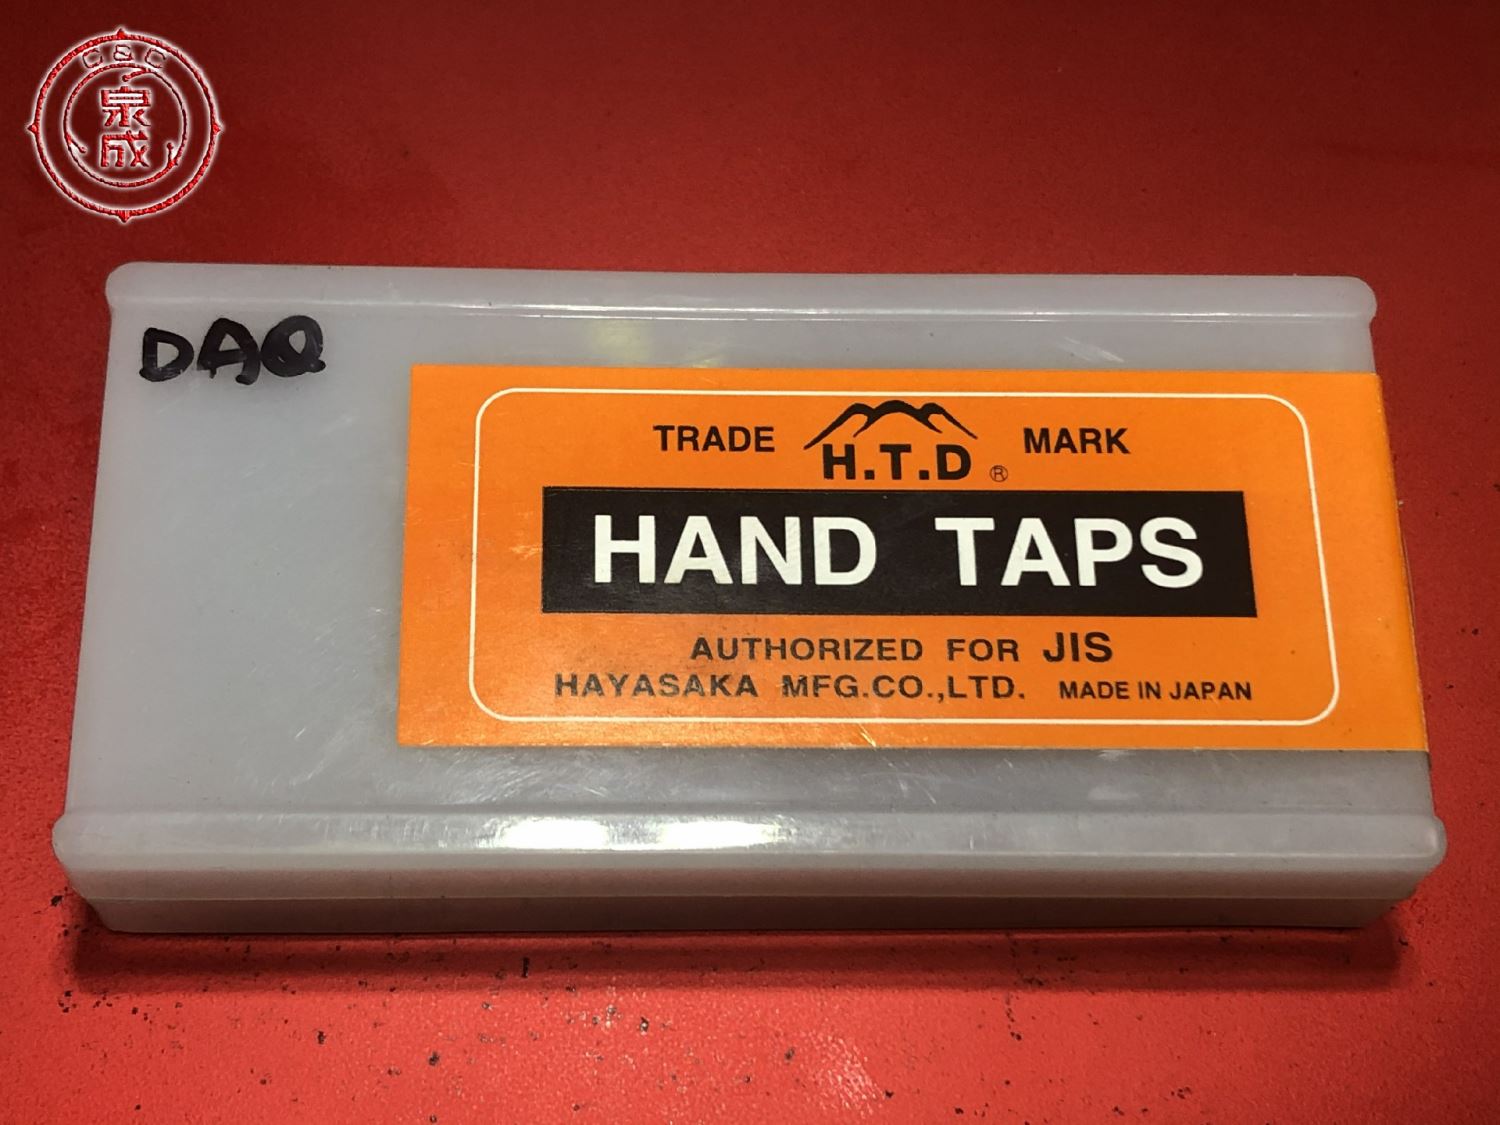 C&C
泉
成
DAQ
TRADE H.T.D ® MARK
HAND TAPS
AUTHORIZED FOR JIS
HAYASAKA MFG.CO.,LTD. MADE IN JAPAN